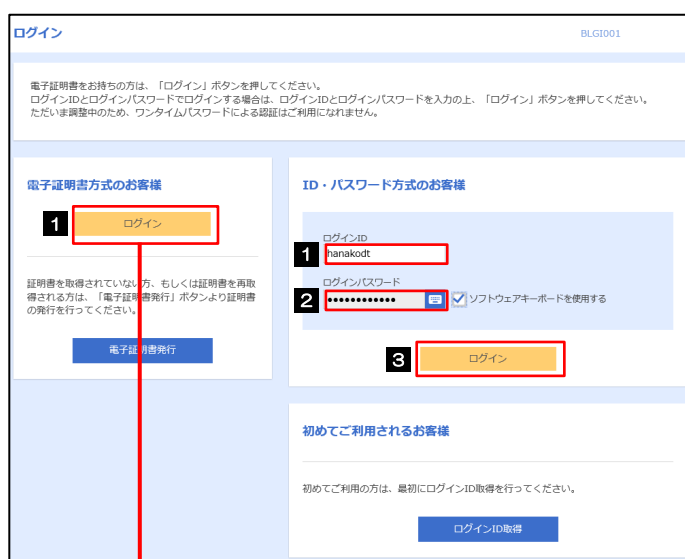 ログイン
BLGI001
電子証明書をお持ちの方は、「ログイン」ボタンを押してください。
ログインIDとログインパスワードでログインする場合は、ログインIDとログインパスワードを入力の上、「ログイン」ボタンを押してください。
ただいま調整中のため、ワンタイムパスワードによる認証はご利用になれません。
電子証明書方式のお客様
1
ログイン
証明書を取得されていない方、もしくは証明書を再取
得される方は、「電子証明書発行」ボタンより証明書
の発行を行ってください。
電子証明書発行
ID・パスワード方式のお客様
ログインID
1
hanakodt
ログインパスワード
2
●●●●●●●●●●●●
ソフトウェアキーボードを使用する
3
ログイン
初めてご利用されるお客様
初めてご利用の方は、最初にログインID取得を行ってください。
ログインID取得